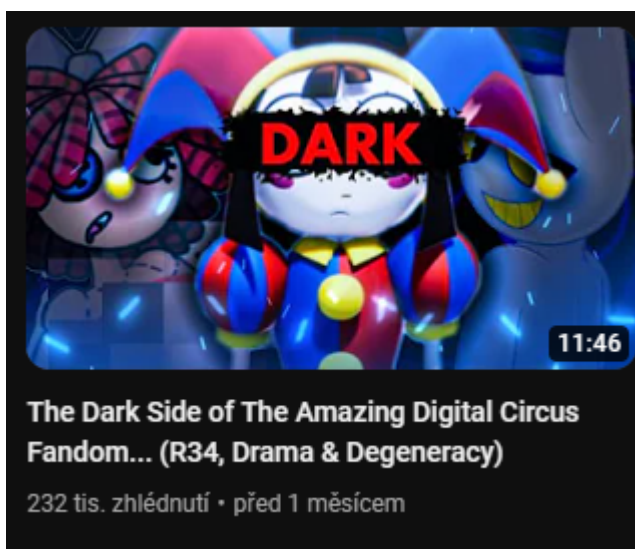 DARK
11:46
The Dark Side of The Amazing Digital Circus
Fandom... (R34, Drama & Degeneracy)
232 tis. zhlédnutí • před 1 měsícem